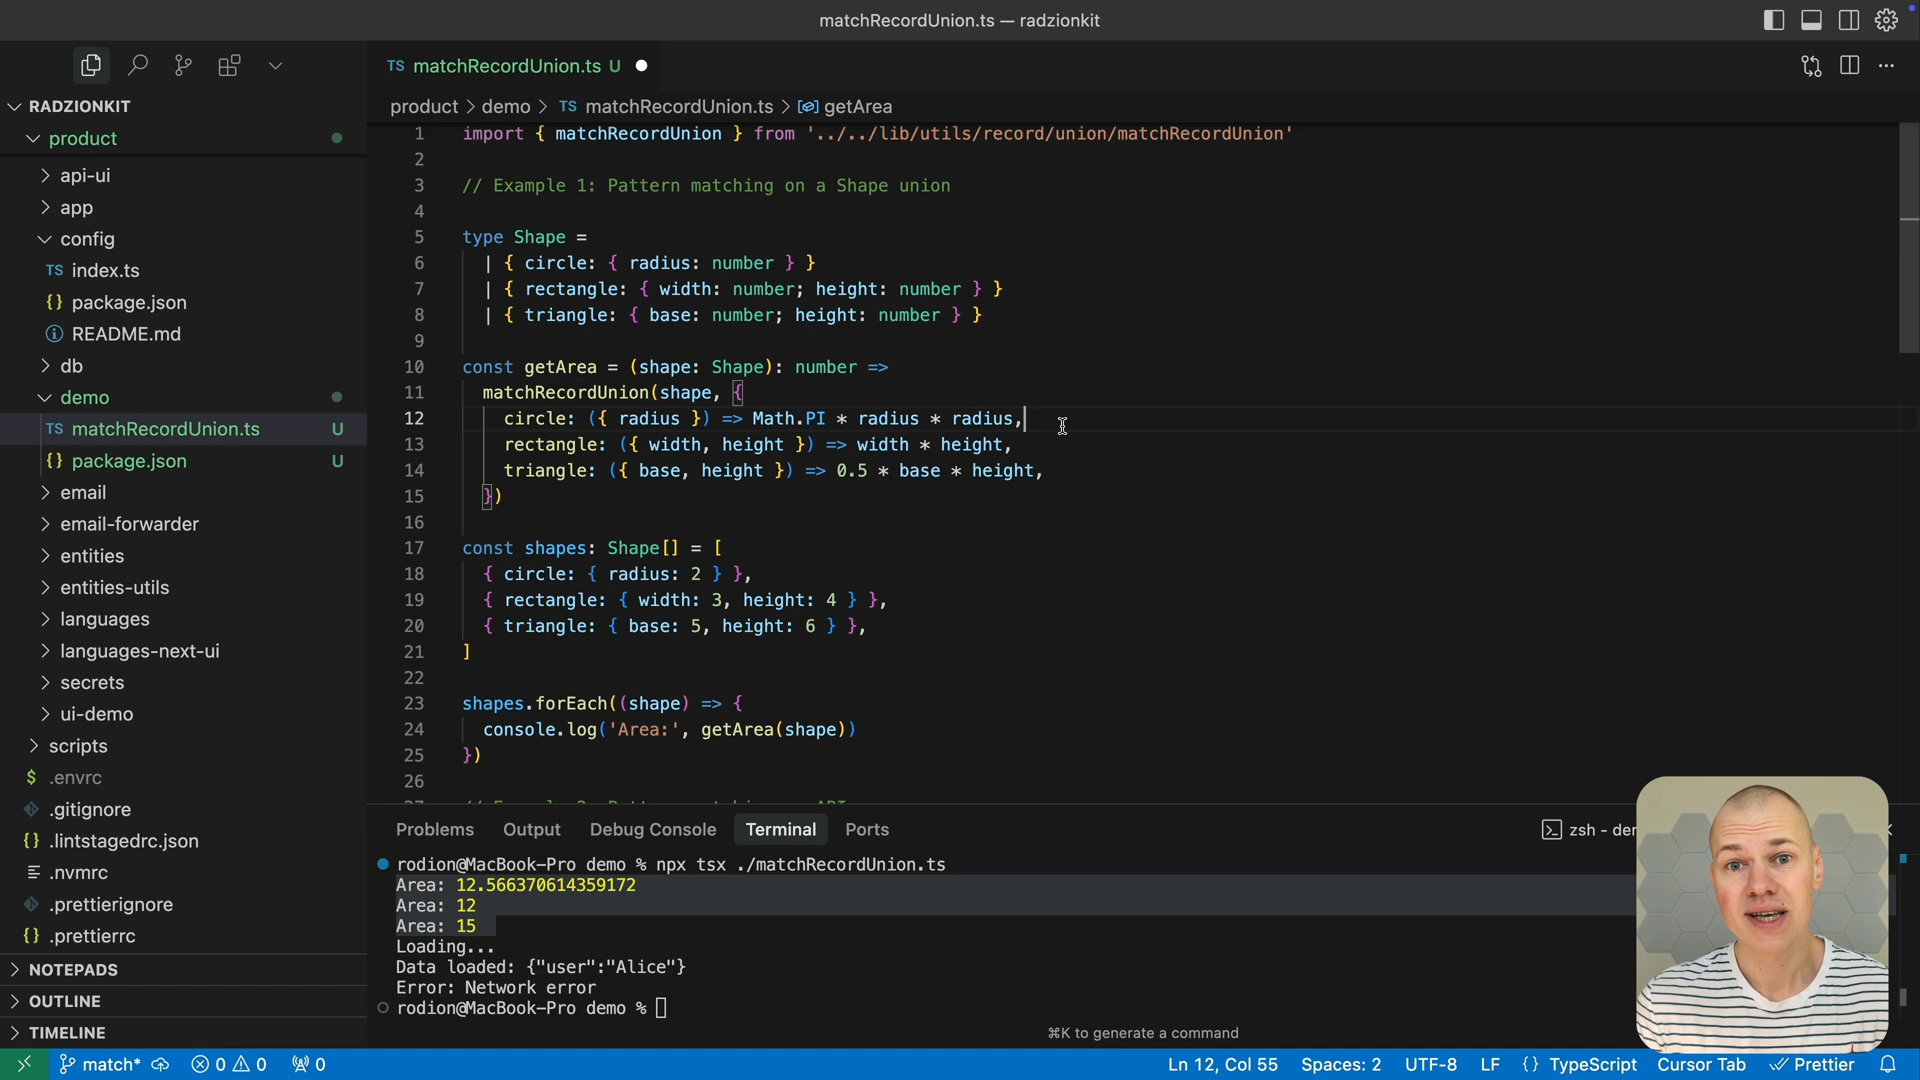 matchRecordUnion.ts — radzionkit
TS matchRecordUnion.ts U
RADZIONKIT
product
api-ui
app
config
TS index.ts
{} package.json
README.md
db
demo
TS matchRecordUnion.ts U
{} package.json U
email
email-forwarder
entities
entities-utils
languages
languages-next-ui
secrets
ui-demo
scripts
$ .envrc
.gitignore
{} .lintstagedrc.json
.nvmrc
.prettierignore
{} .prettierrc
NOTEPADS
OUTLINE
TIMELINE
product > demo > TS matchRecordUnion.ts > getArea
1 import { matchRecordUnion } from '../../lib/utils/record/union/matchRecordUnion'
2
3 // Example 1: Pattern matching on a Shape union
4
5 type Shape =
6 | { circle: { radius: number } }
7 | { rectangle: { width: number; height: number } }
8 | { triangle: { base: number; height: number } }
9
10 const getArea = (shape: Shape): number =>
11 matchRecordUnion(shape, {
12 circle: ({ radius }) => Math.PI * radius * radius,
13 rectangle: ({ width, height }) => width * height,
14 triangle: ({ base, height }) => 0.5 * base * height,
15 })
16
17 const shapes: Shape[] = [
18 { circle: { radius: 2 } },
19 { rectangle: { width: 3, height: 4 } },
20 { triangle: { base: 5, height: 6 } },
21 ]
22
23 shapes.forEach((shape) => {
24 console.log('Area:', getArea(shape))
25 })
26
Problems Output Debug Console Terminal Ports
zsh - der
rodion@MacBook-Pro demo % npx tsx ./matchRecordUnion.ts
Area: 12.566370614359172
Area: 12
Area: 15
Loading...
Data loaded: {"user":"Alice"}
Error: Network error
rodion@MacBook-Pro demo %
⌘K to generate a command
match* 0 0 0
Ln 12, Col 55 Spaces: 2 UTF-8 LF {} TypeScript Cursor Tab Prettier